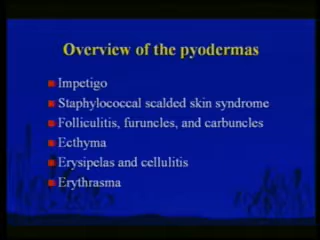 Overview of the pyodermas
Impetigo
Staphylococcal scalded skin syndrome
Folliculitis, furuncles, and carbuncles
Ecthyma
Erysipelas and cellulitis
Erythrasma